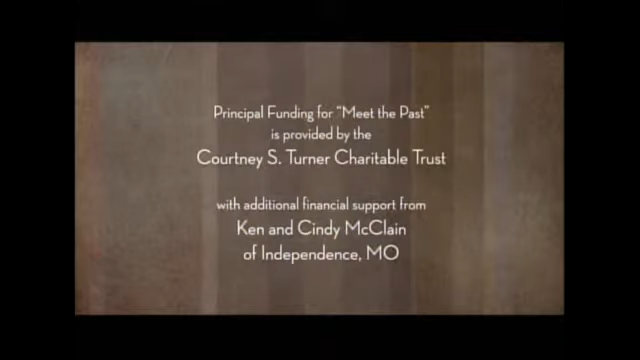 Principal Funding for "Meet the Past"
is provided by the
Courtney S. Turner Charitable Trust
with additional financial support from
Ken and Cindy McClain
of Independence, MO